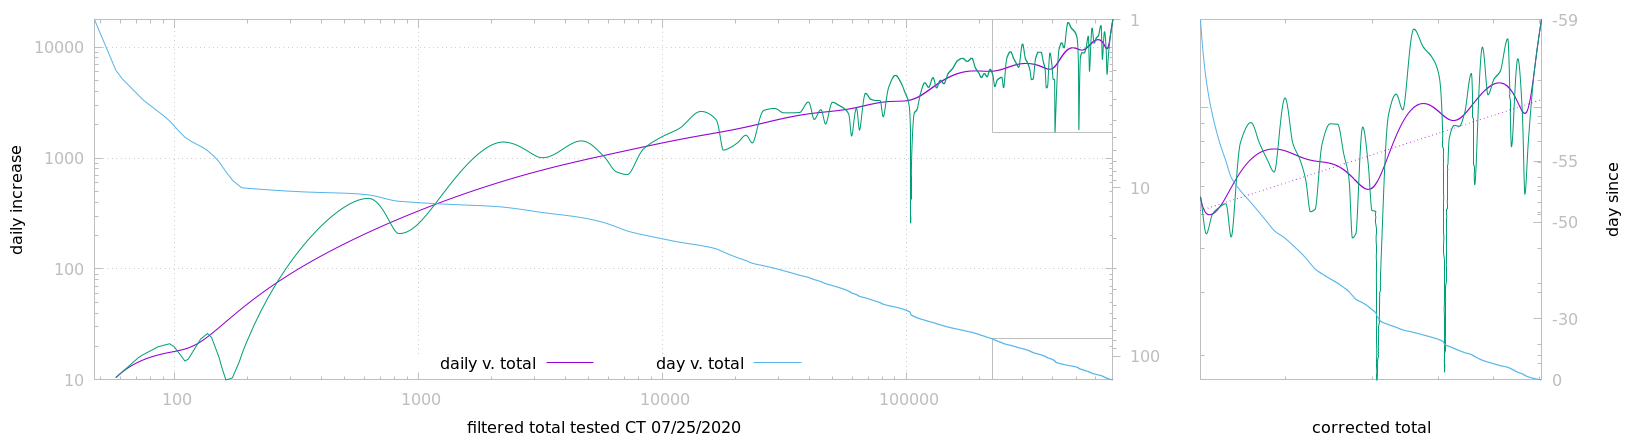 10000
1000
100
10
daily increase
100
1000
10000
100000
1
10
100
daily v. total
day v. total
filtered total tested CT 07/25/2020
-59
-55
-50
-30
0
day since
corrected total